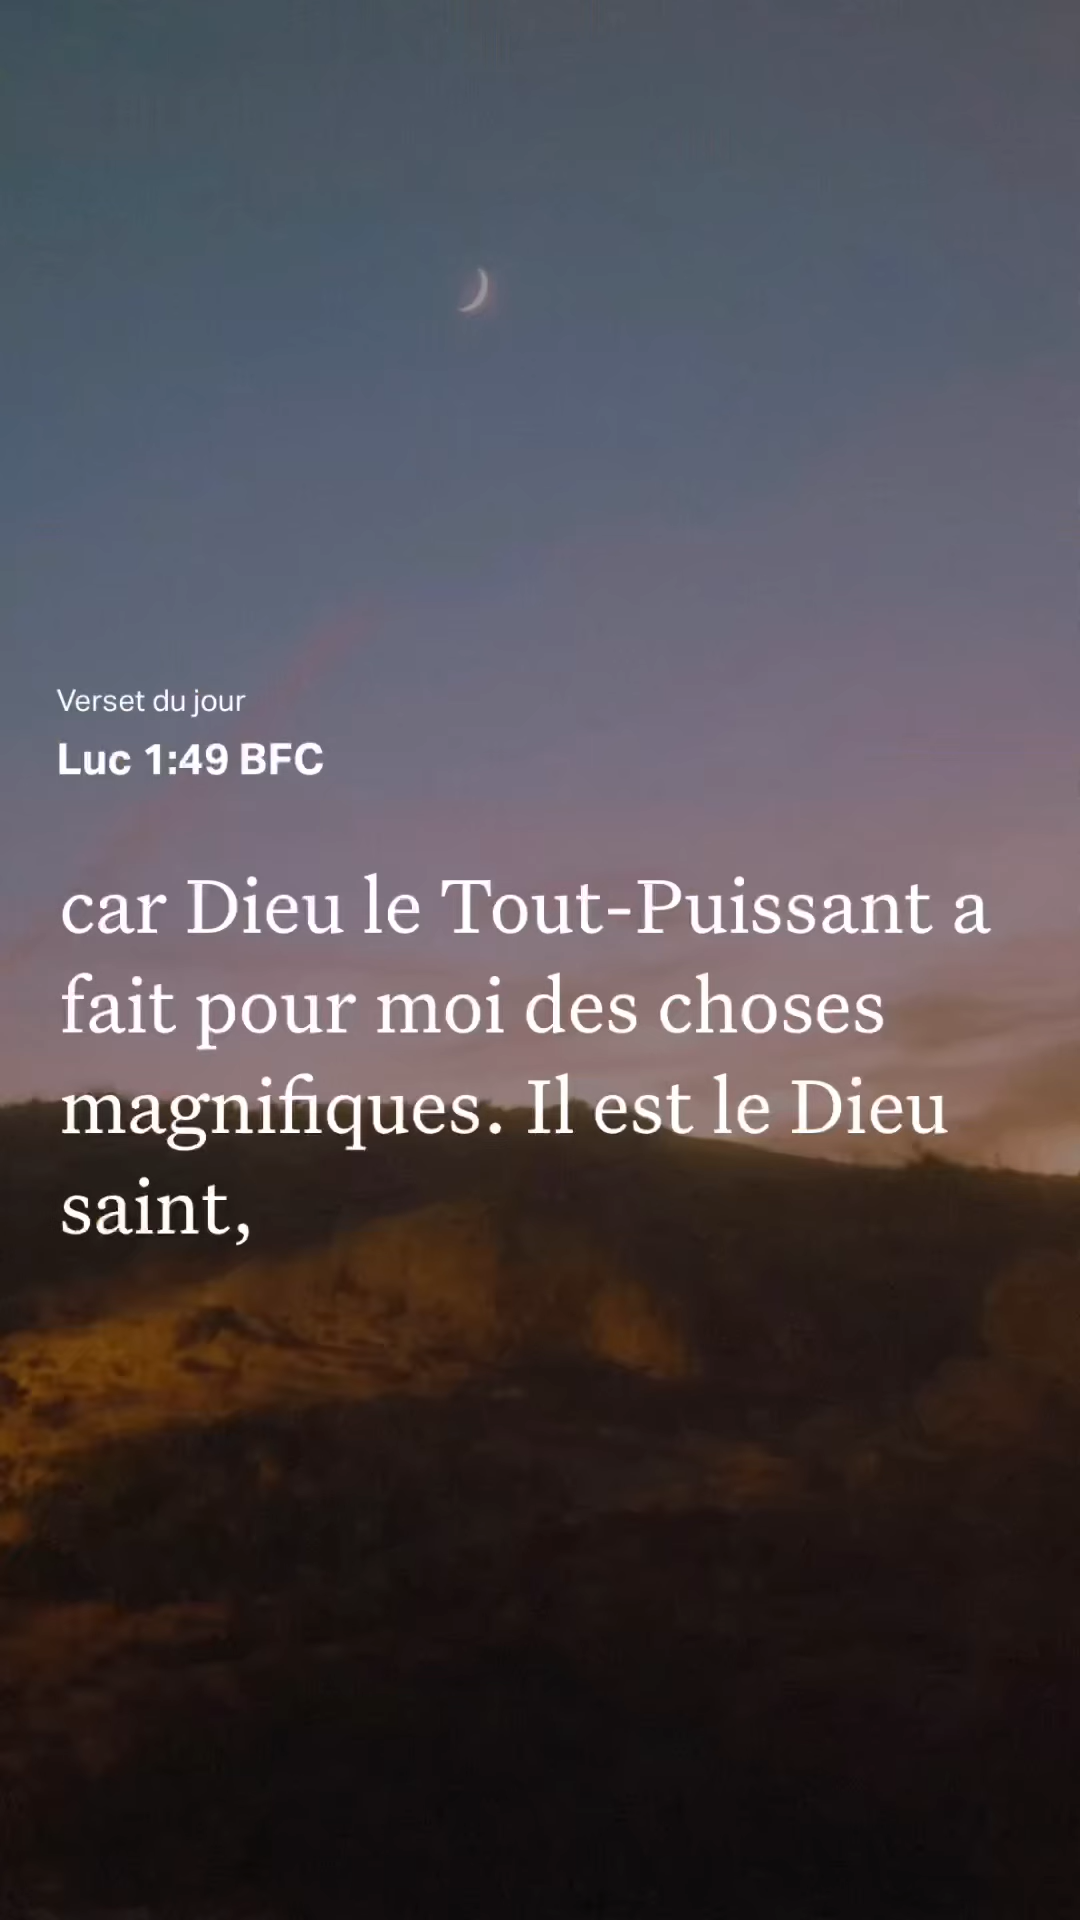 Verset du jour
Luc 1:49 BFC
car Dieu le Tout-Puissant a
fait pour moi des choses
magnifiques. Il est le Dieu
saint,